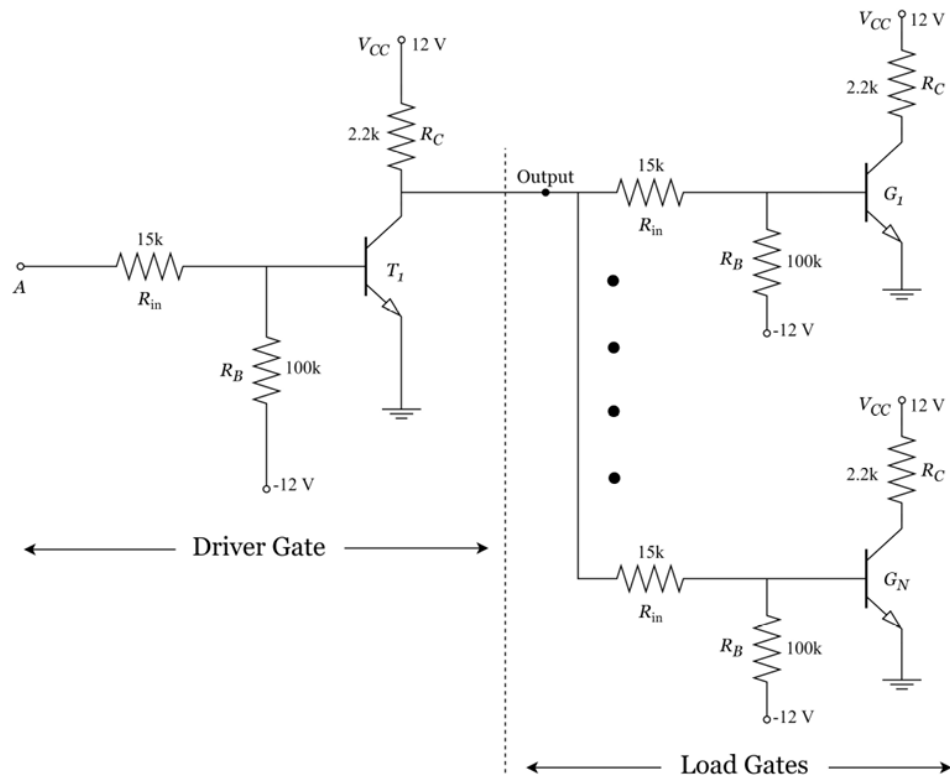 V_CC 12 V
2.2k R_C
15k
A
R_in
T_1
R_B 100k
-12 V
Driver Gate
Output
15k
R_in
V_CC 12 V
2.2k R_C
G_1
R_B 100k
-12 V
15k
R_in
V_CC 12 V
2.2k R_C
G_N
R_B 100k
-12 V
Load Gates